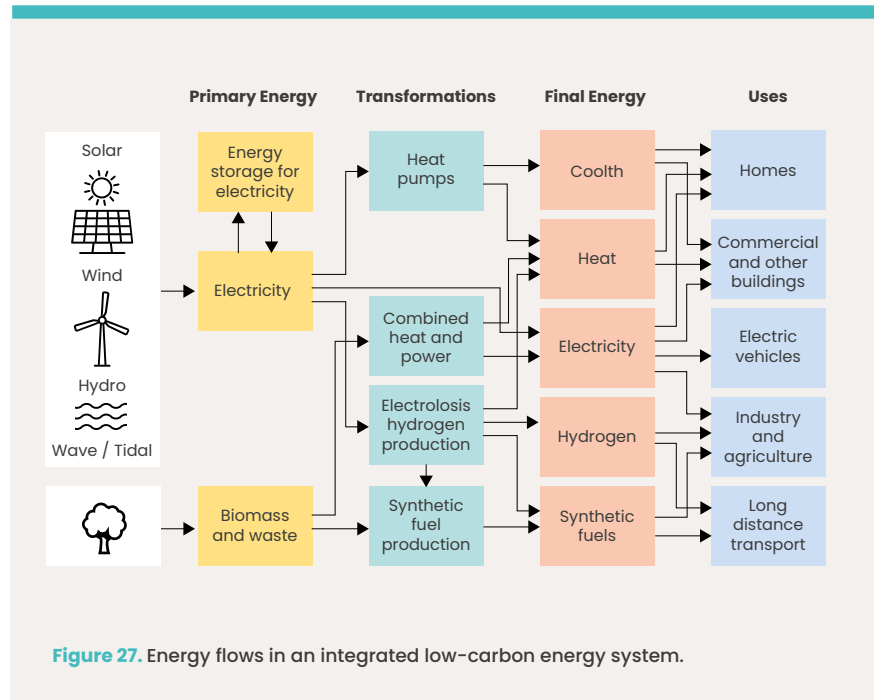 Primary Energy
Transformations
Final Energy
Uses
Solar
Wind
Hydro
Wave / Tidal
Energy
storage for
electricity
Electricity
Biomass
and waste
Heat
pumps
Combined
heat and
power
Electrolosis
hydrogen
production
Synthetic
fuel
production
Coolth
Heat
Electricity
Hydrogen
Synthetic
fuels
Homes
Commercial
and other
buildings
Electric
vehicles
Industry
and
agriculture
Long
distance
transport
Figure 27. Energy flows in an integrated low-carbon energy system.